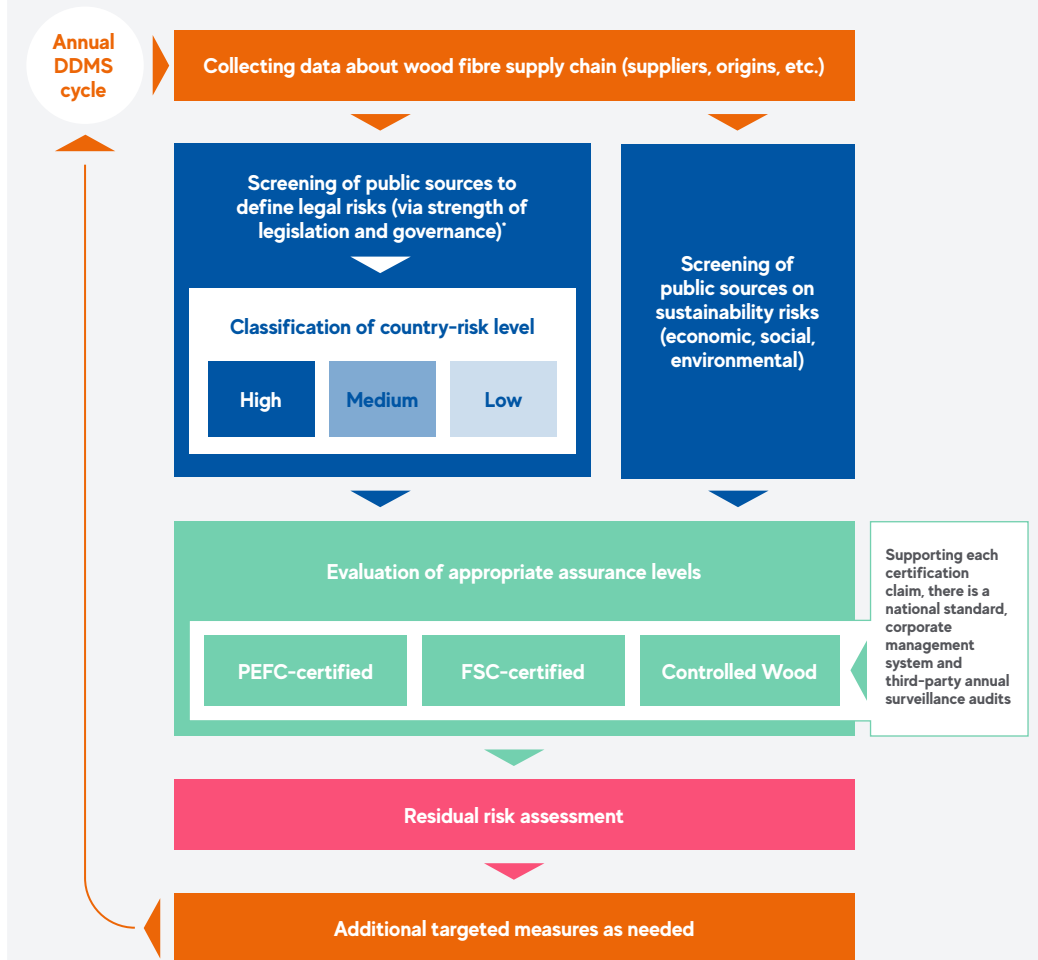 Annual
DDMS
cycle
Collecting data about wood fibre supply chain (suppliers, origins, etc.)
Screening of public sources to
define legal risks (via strength of
legislation and governance)*
Classification of country-risk level
High
Medium
Low
Screening of
public sources on
sustainability risks
(economic, social,
environmental)
Evaluation of appropriate assurance levels
PEFC-certified
FSC-certified
Controlled Wood
Supporting each
certification
claim, there is a
national standard,
corporate
management
system and
third-party annual
surveillance audits
Residual risk assessment
Additional targeted measures as needed